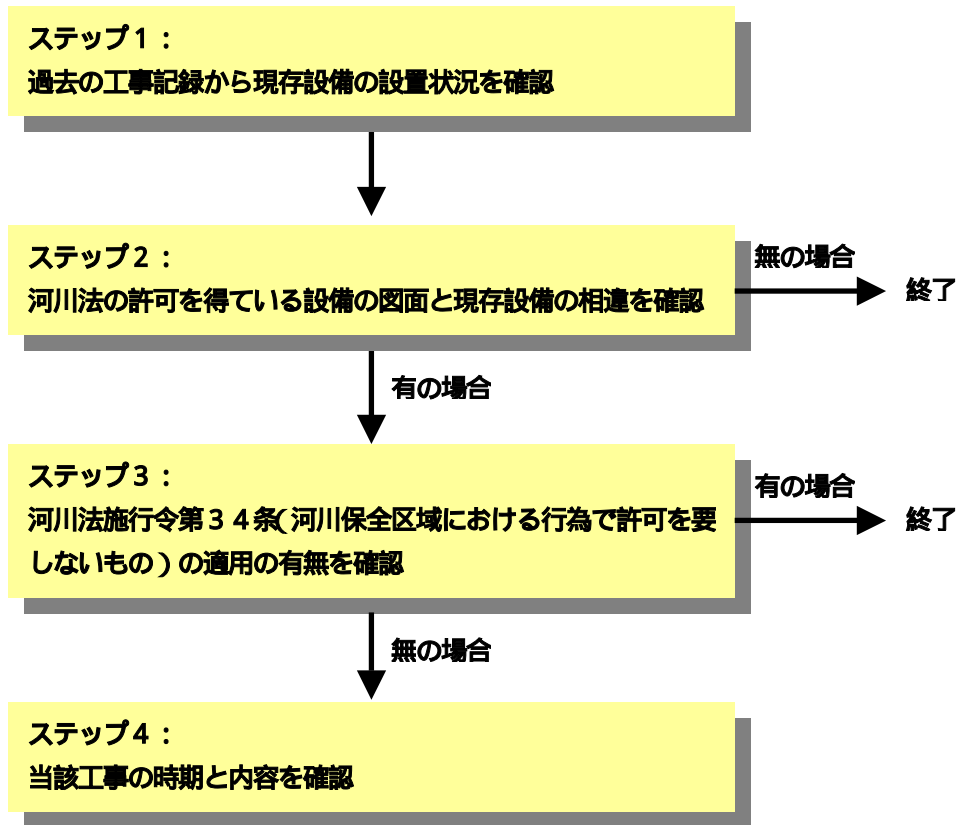 ステップ１：
過去の工事記録から現存設備の設置状況を確認
ステップ２：
河川法の許可を得ている設備の図面と現存設備の相違を確認
無の場合
終了
有の場合
ステップ３：
河川法施行令第３４条（河川保全区域における行為で許可を要
しないもの）の適用の有無を確認
有の場合
終了
無の場合
ステップ４：
当該工事の時期と内容を確認